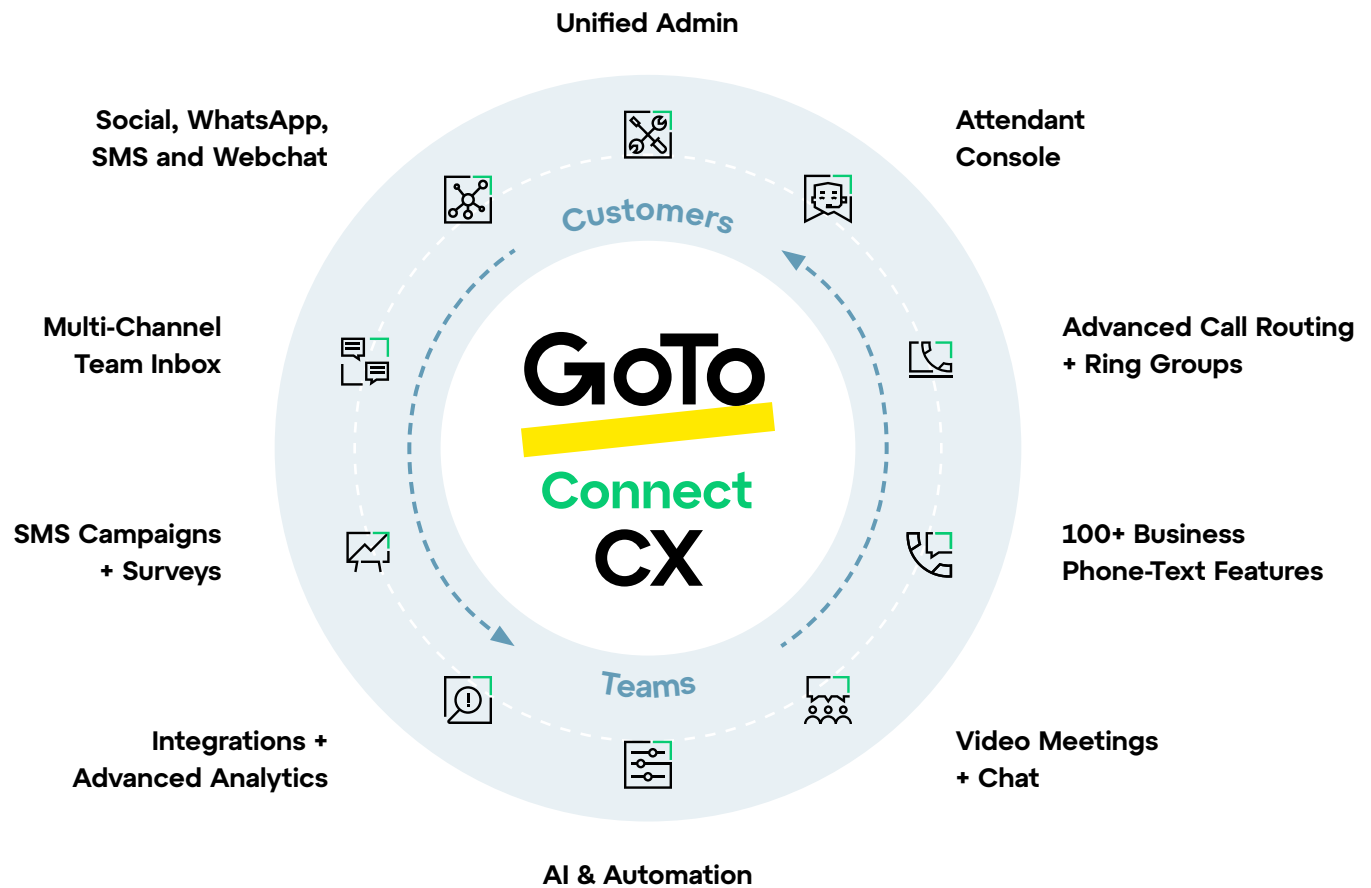 Unified Admin
Social, WhatsApp,
SMS and Webchat
Attendant
Console
Customers
Multi-Channel
Team Inbox
Advanced Call Routing
+ Ring Groups
GoTo
Connect
CX
SMS Campaigns
+ Surveys
100+ Business
Phone-Text Features
Teams
Integrations +
Advanced Analytics
Video Meetings
+ Chat
AI & Automation